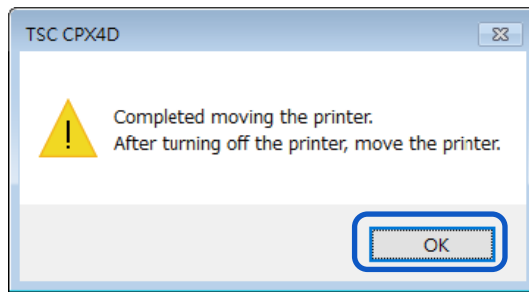 TSC CPX4D
Completed moving the printer.
After turning off the printer, move the printer.
OK